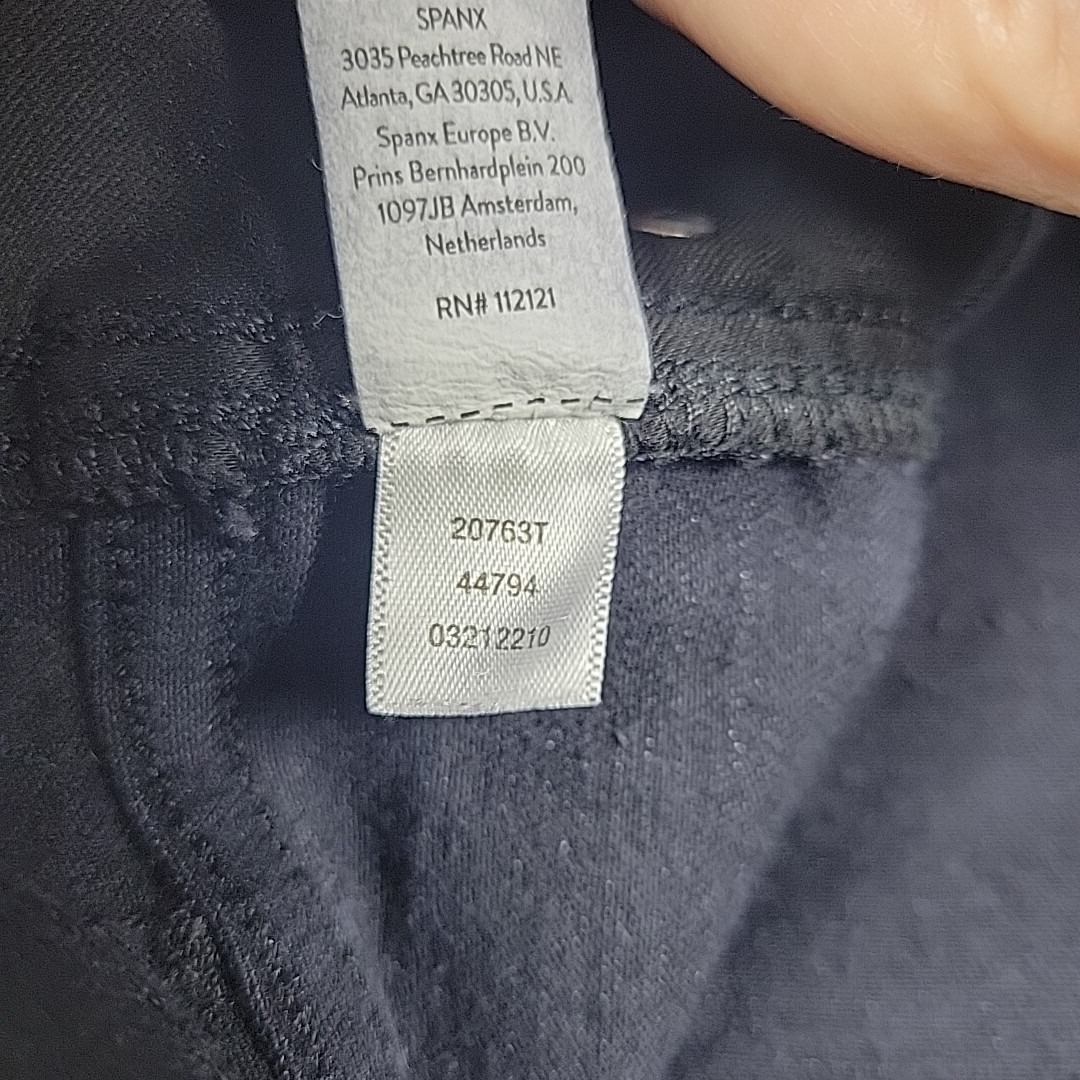 SPANX
3035 Peachtree Road NE
Atlanta, GA 30305, U.S.A.
Spanx Europe B.V.
Prins Bernhardplein 200
1097JB Amsterdam,
Netherlands
RN# 112121
20763T
44794
03212210